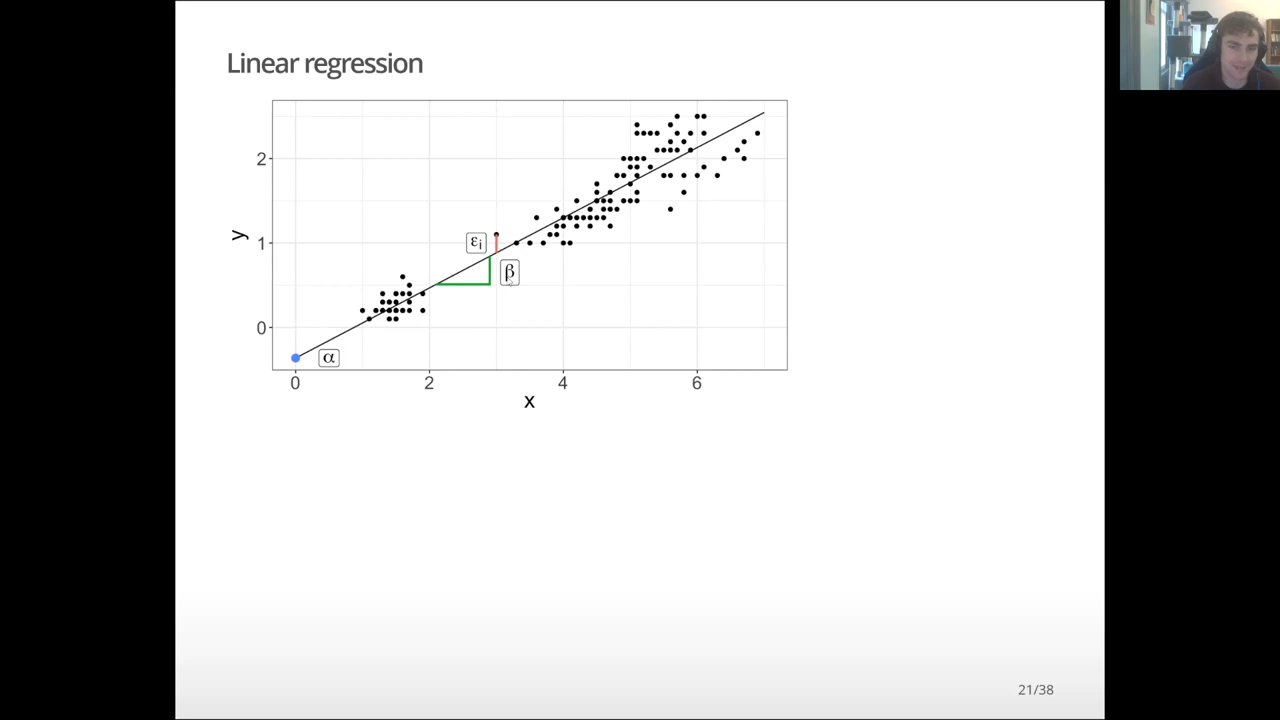 Linear regression
2
1
0
y
εi
β
α
0 2 4 6
x
21/38